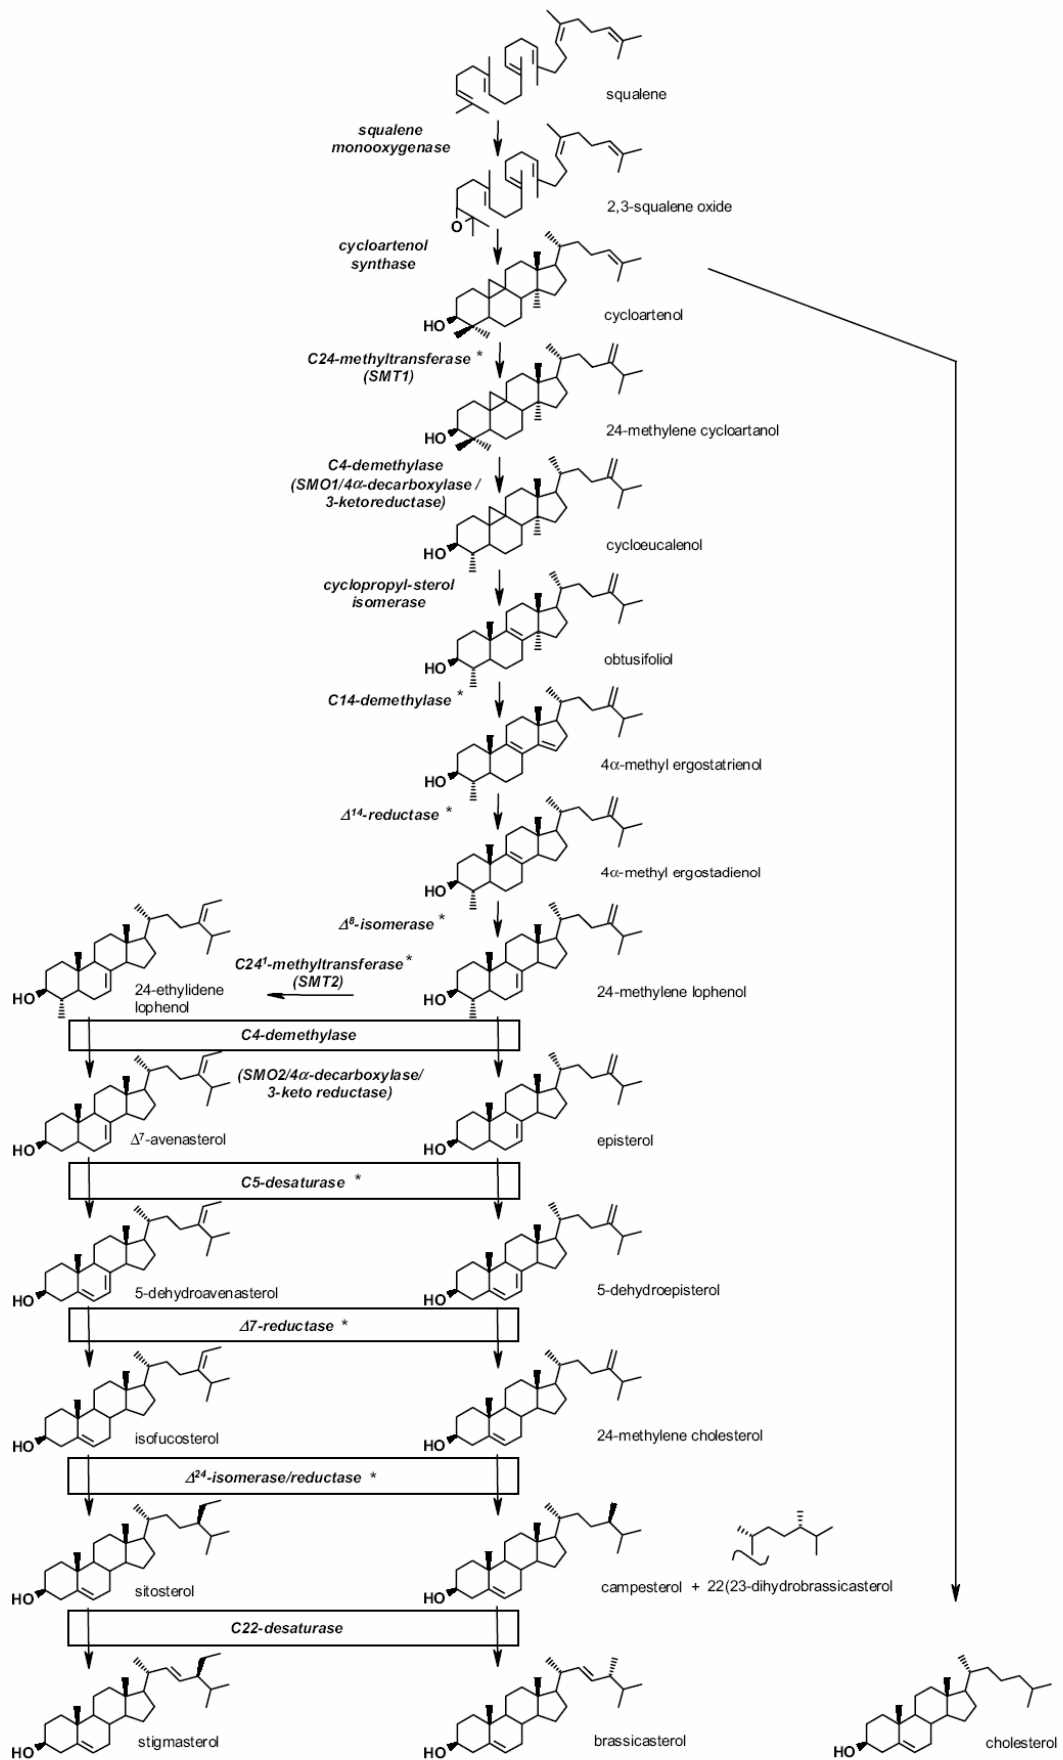 squalene
squalene
monooxygenase
2,3-squalene oxide
O
cycloartenol
synthase
cycloartenol
HO
C24-methyltransferase *
(SMT1)
24-methylene cycloartanol
HO
C4-demethylase
(SMO1/4α-decarboxylase /
3-ketoreductase)
cycloeucalenol
HO
cyclopropyl-sterol
isomerase
obtusifoliol
HO
C14-demethylase *
4α-methyl ergostatrienol
HO
Δ¹⁴-reductase *
4α-methyl ergostadienol
HO
Δ⁸-isomerase *
C24¹-methyltransferase *
(SMT2)
24-ethylidene
lophenol
HO
24-methylene lophenol
HO
C4-demethylase
(SMO2/4α-decarboxylase/
3-keto reductase)
Δ⁷-avenasterol
HO
episterol
HO
C5-desaturase *
5-dehydroavenasterol
HO
5-dehydroepisterol
HO
Δ7-reductase *
isofucosterol
HO
24-methylene cholesterol
HO
Δ²⁴-isomerase/reductase *
sitosterol
HO
campesterol + 22(23-dihydrobrassicasterol
HO
C22-desaturase
stigmasterol
HO
brassicasterol
HO
cholesterol
HO